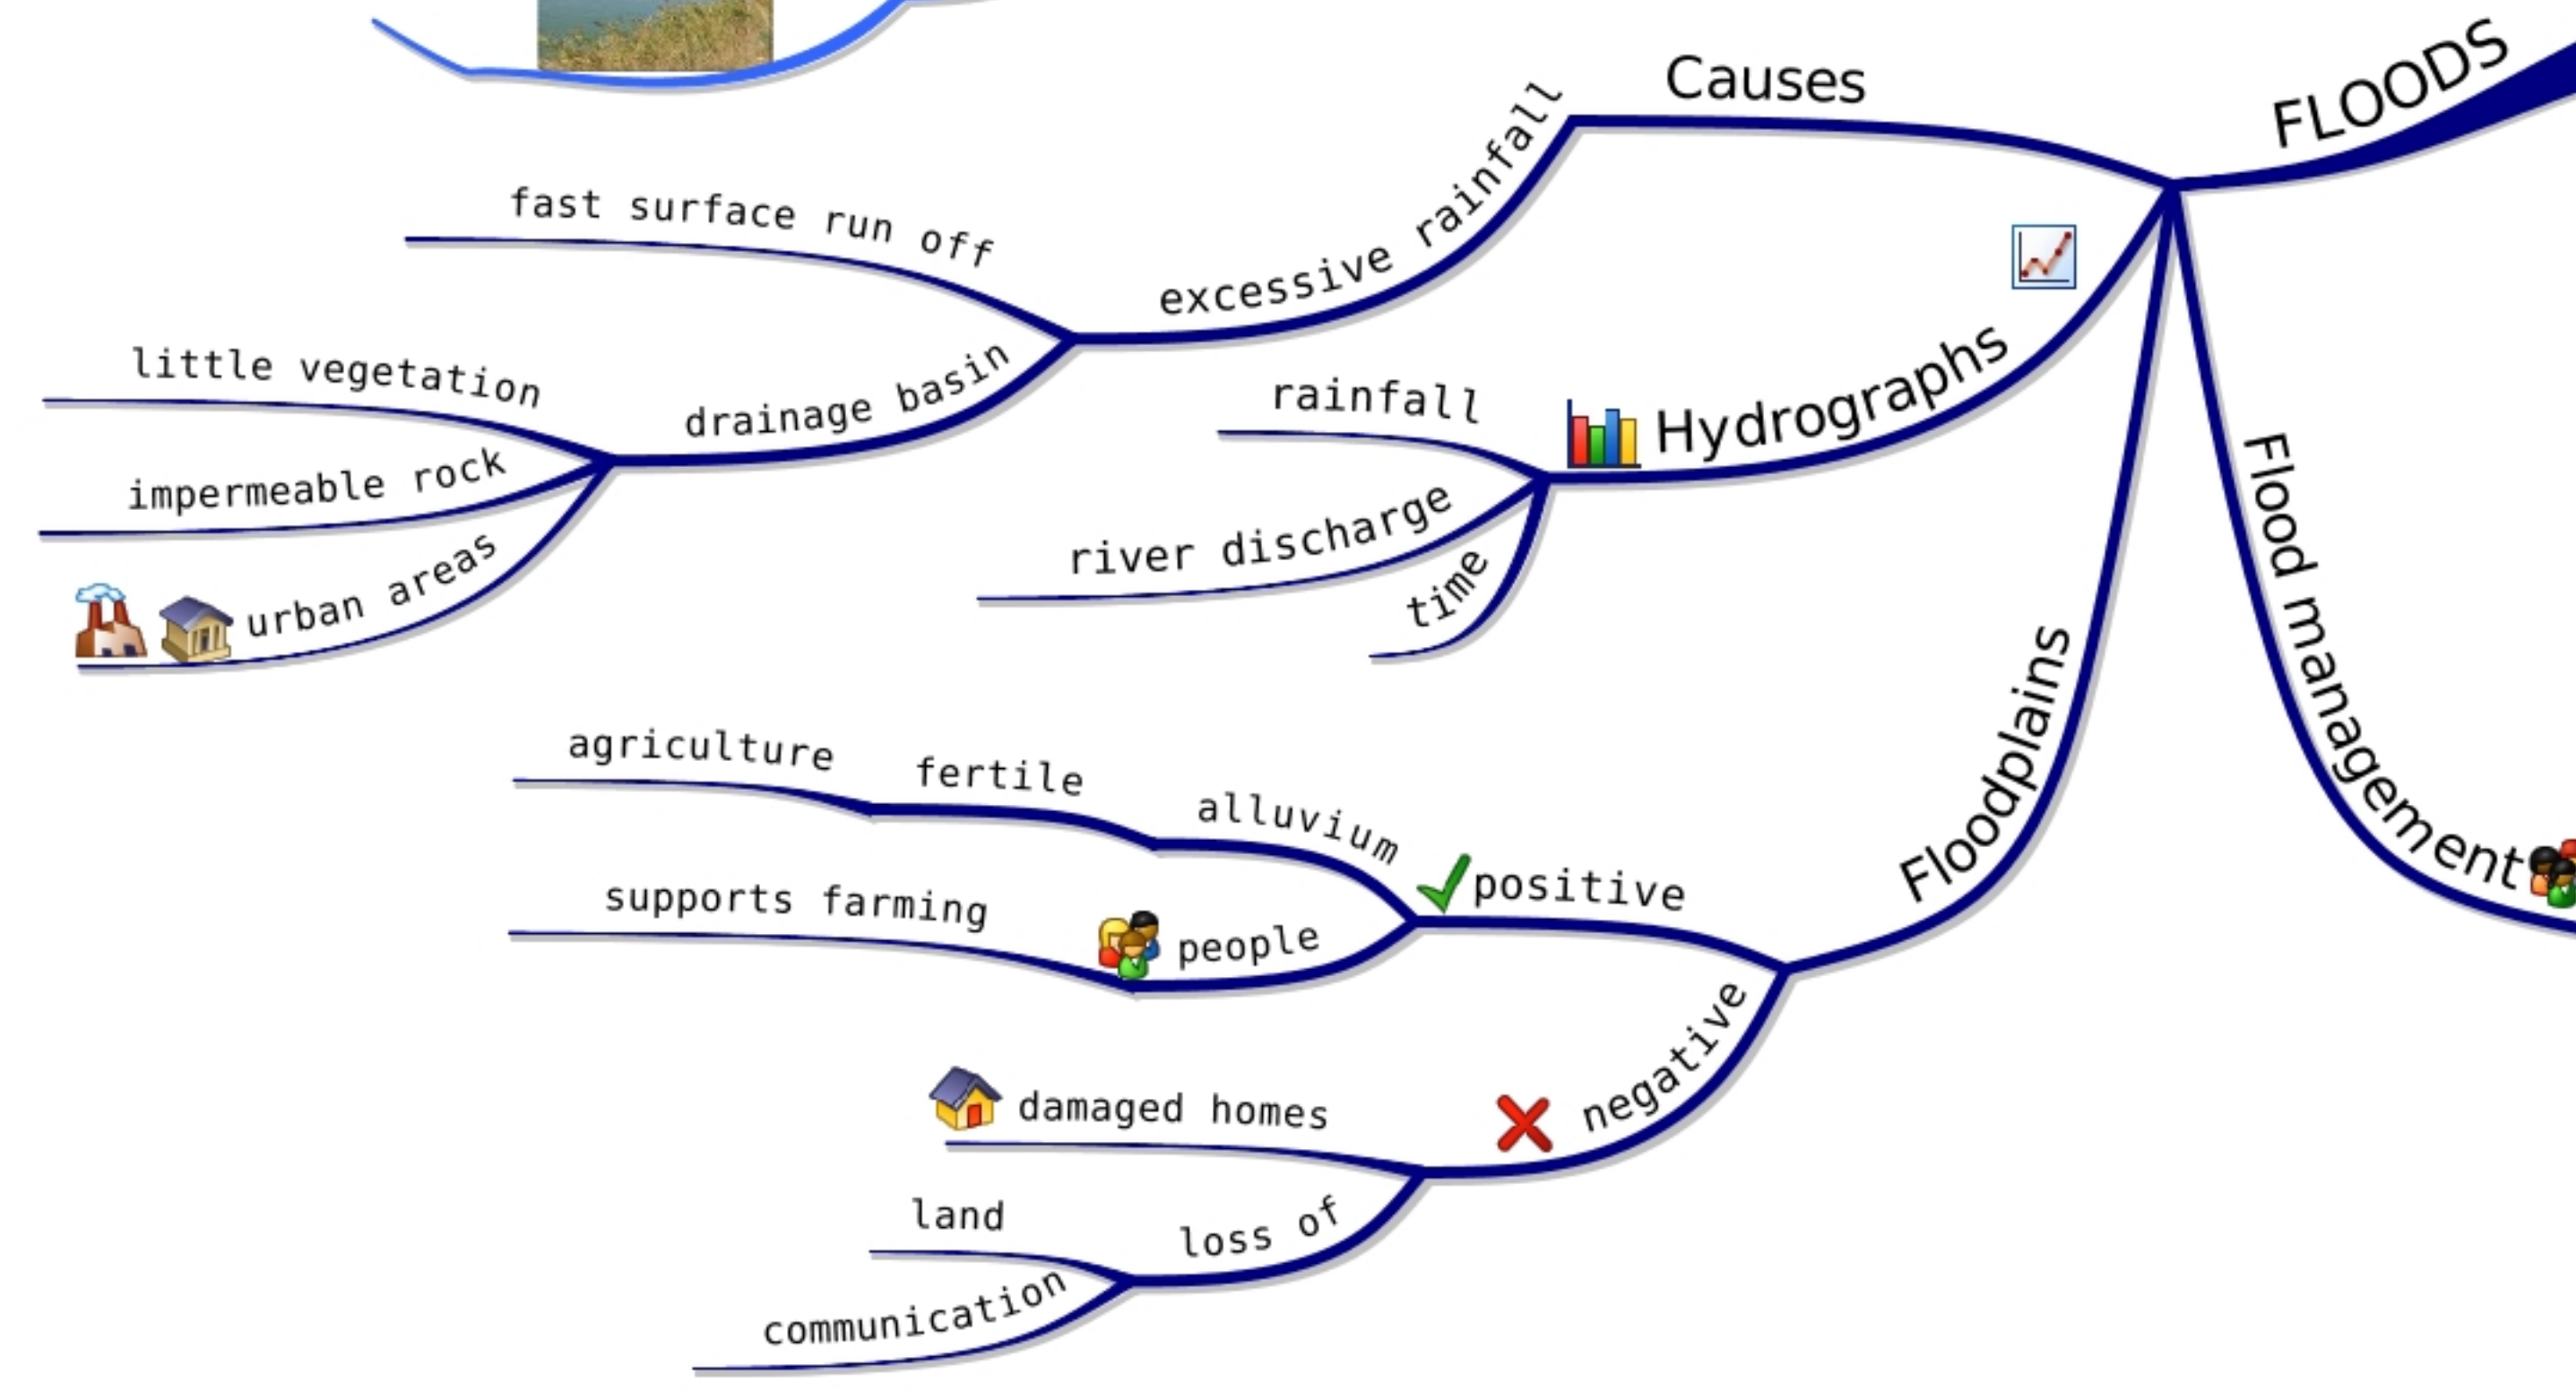 FLOODS
Causes
excessive rainfall
fast surface run off
drainage basin
little vegetation
impermeable rock
urban areas
Hydrographs
rainfall
river discharge
time
Floodplains
positive
alluvium
fertile
agriculture
people
supports farming
negative
damaged homes
loss of
land
communication
Flood management